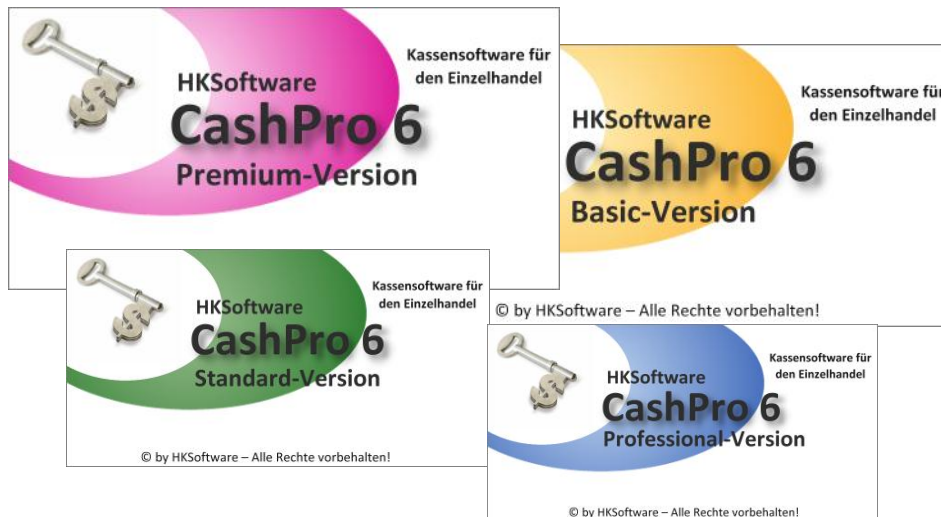 Kassensoftware für
den Einzelhandel
HKSoftware
CashPro 6
Premium-Version
Kassensoftware für
den Einzelhandel
HKSoftware
CashPro 6
Basic-Version
© by HKSoftware – Alle Rechte vorbehalten!
Kassensoftware für
den Einzelhandel
HKSoftware
CashPro 6
Standard-Version
© by HKSoftware – Alle Rechte vorbehalten!
Kassensoftware für
den Einzelhandel
HKSoftware
CashPro 6
Professional-Version
© by HKSoftware – Alle Rechte vorbehalten!